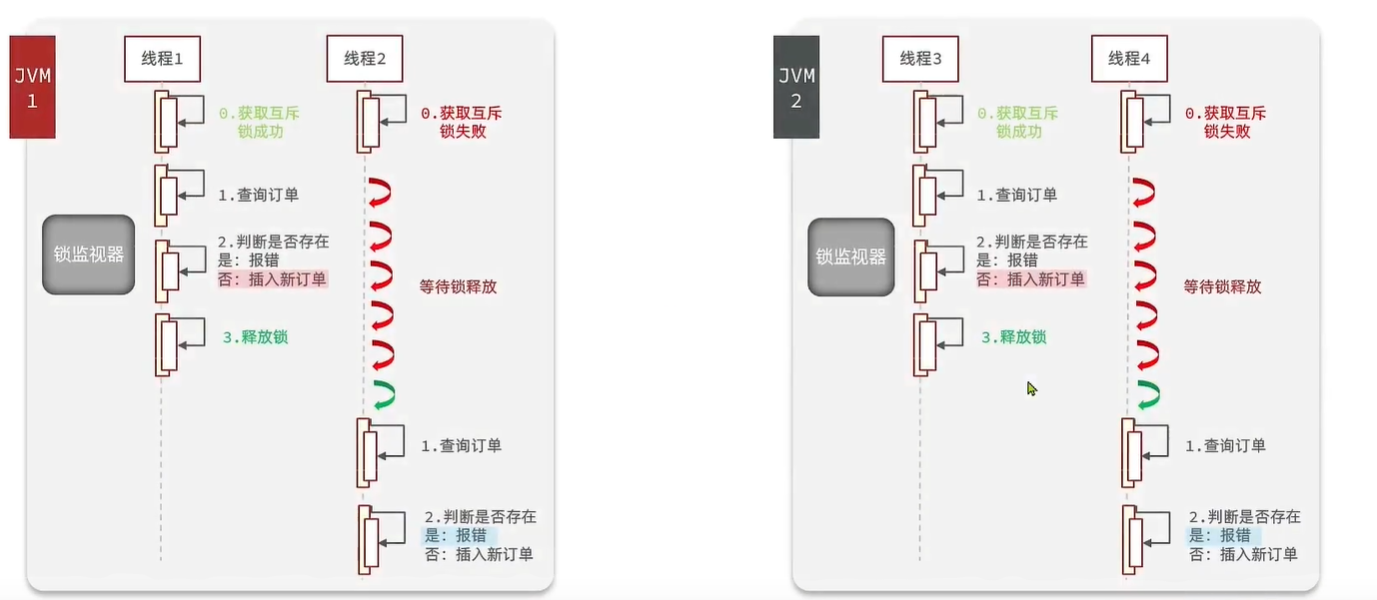 JVM
1
线程1
线程2
0.获取互斥
锁成功
0.获取互斥
锁失败
1.查询订单
锁监视器
2.判断是否存在
是：报错
否：插入新订单
等待锁释放
3.释放锁
1.查询订单
2.判断是否存在
是：报错
否：插入新订单
JVM
2
线程3
线程4
0.获取互斥
锁成功
0.获取互斥
锁失败
1.查询订单
锁监视器
2.判断是否存在
是：报错
否：插入新订单
等待锁释放
3.释放锁
1.查询订单
2.判断是否存在
是：报错
否：插入新订单